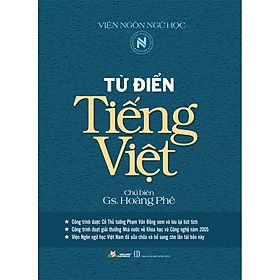 VIỆN NGÔN NGỮ HỌC
TỪ ĐIỂN
Tiếng
Việt
Chủ biên
Gs. Hoàng Phê
★ Công trình được Cố Thủ tướng Phạm Văn Đồng xem và lưu lại bút tích
★ Công trình đoạt giải thưởng Nhà nước về Khoa học và Công nghệ năm 2005
★ Viện Ngôn ngữ học Việt Nam đã sửa chữa và bổ sung cho lần tái bản này